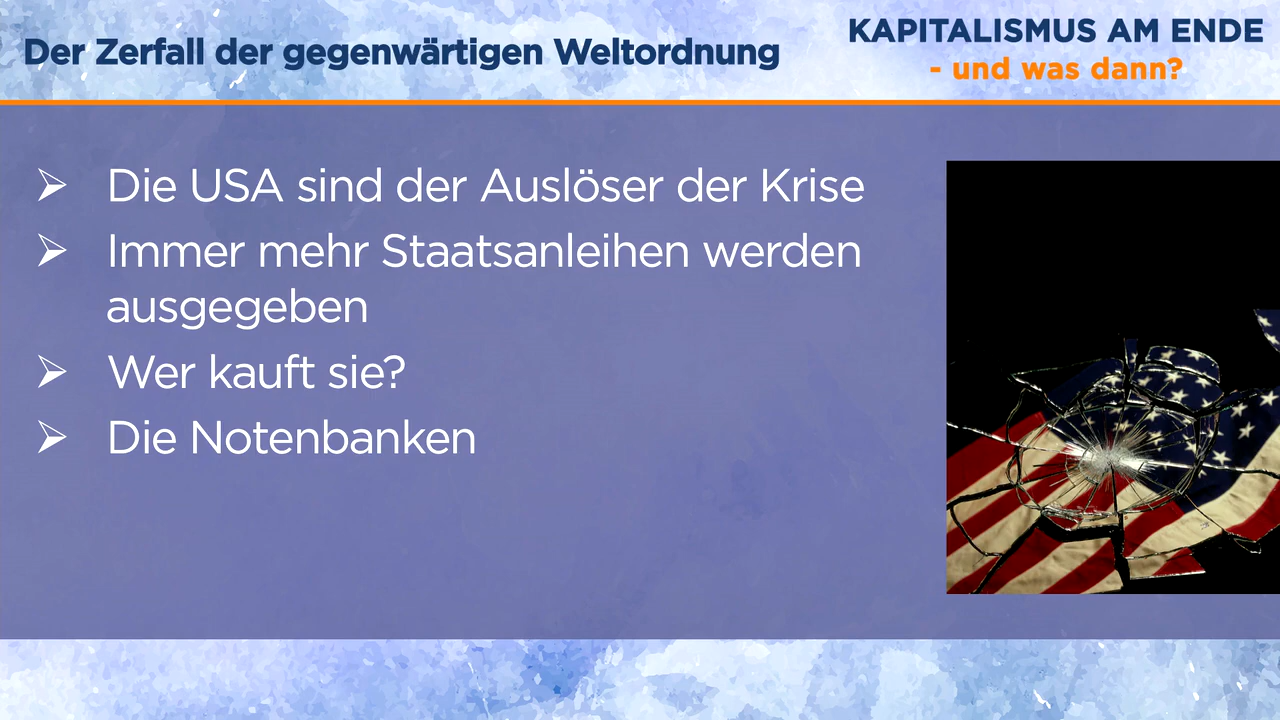 Der Zerfall der gegenwärtigen Weltordnung
KAPITALISMUS AM ENDE
- und was dann?
Die USA sind der Auslöser der Krise
Immer mehr Staatsanleihen werden
ausgegeben
Wer kauft sie?
Die Notenbanken